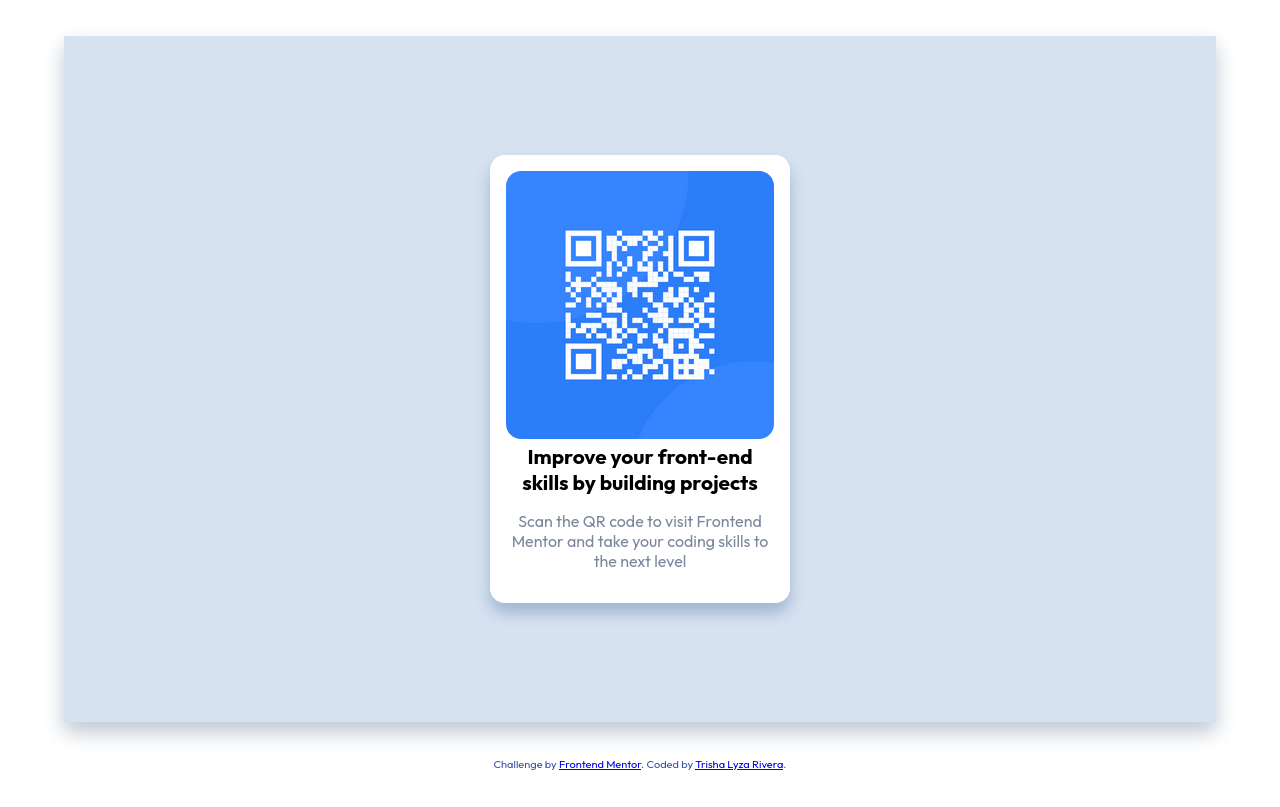 Improve your front-end
skills by building projects
Scan the QR code to visit Frontend
Mentor and take your coding skills to
the next level
Challenge by Frontend Mentor. Coded by Trisha Lyza Rivera.